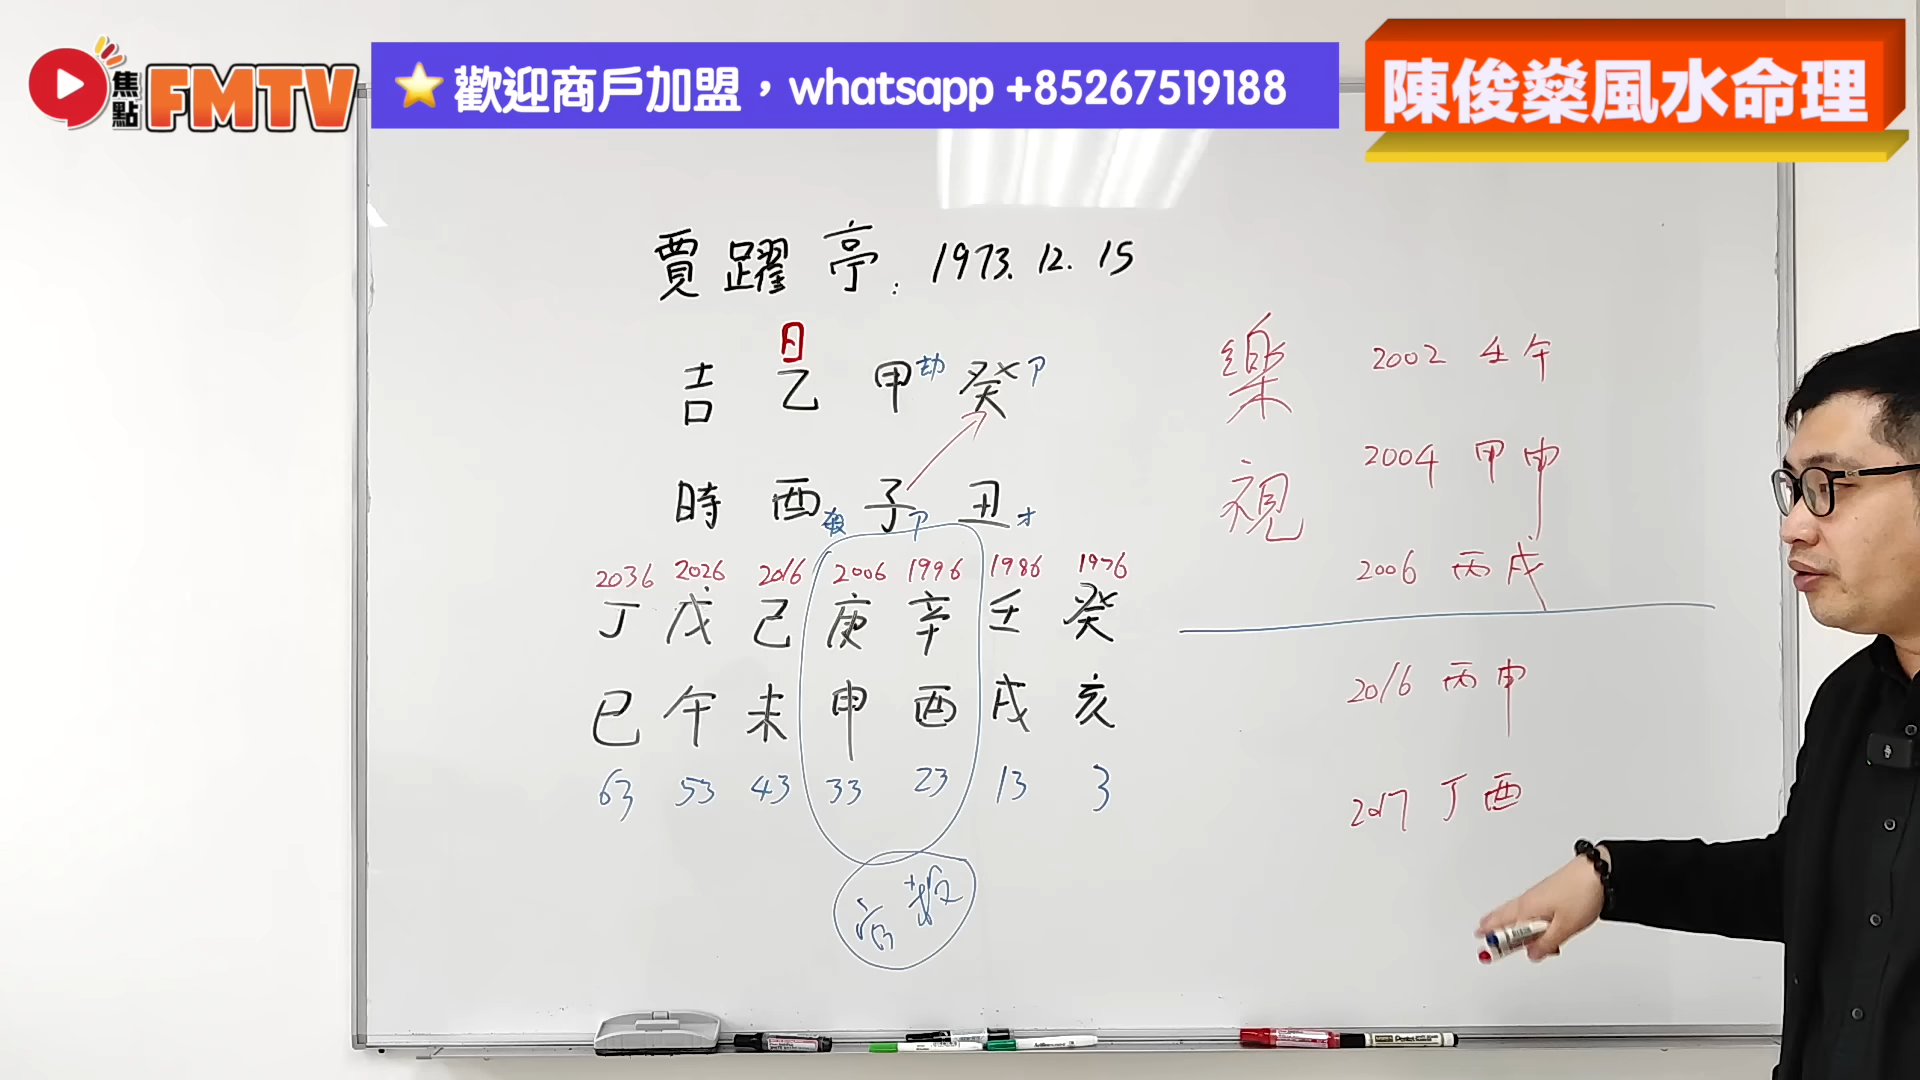 焦點 FMTV
⭐歡迎商戶加盟，whatsapp +85267519188
陳俊燊風水命理
賈躍亭:1973.12.15
日
吉 乙 甲劫 癸卩
時 酉殺 子卩 丑才
2036 2026 2016 2006 1996 1986 1976
丁 戊 己 庚 辛 壬 癸
巳 午 未 申 酉 戌 亥
63 53 43 33 23 13 3
官 殺
樂視
2002 壬午
2004 甲申
2006 丙戌
2016 丙申
2017 丁酉